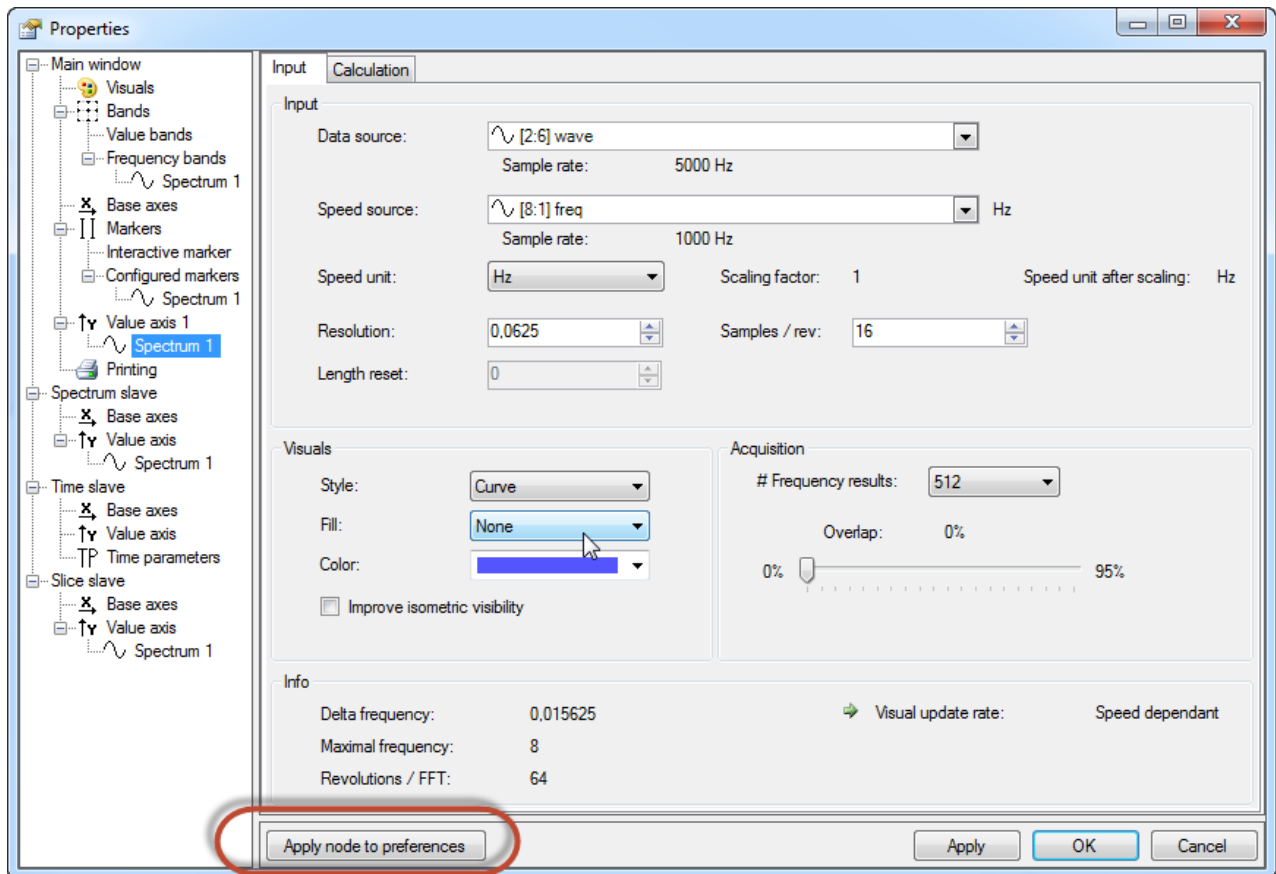 Properties
Main window
Visuals
Bands
Value bands
Frequency bands
Spectrum 1
Base axes
Markers
Interactive marker
Configured markers
Spectrum 1
Value axis 1
Spectrum 1
Printing
Spectrum slave
Base axes
Value axis
Spectrum 1
Time slave
Base axes
Value axis
Time parameters
Slice slave
Base axes
Value axis
Spectrum 1
Input Calculation
Input
Data source: [2:6] wave
Sample rate: 5000 Hz
Speed source: [8:1] freq Hz
Sample rate: 1000 Hz
Speed unit: Hz Scaling factor: 1 Speed unit after scaling: Hz
Resolution: 0,0625 Samples / rev: 16
Length reset: 0
Visuals
Style: Curve
Fill: None
Color:
Improve isometric visibility
Acquisition
# Frequency results: 512
Overlap: 0%
0% 95%
Info
Delta frequency: 0,015625 Visual update rate: Speed dependant
Maximal frequency: 8
Revolutions / FFT: 64
Apply node to preferences Apply OK Cancel